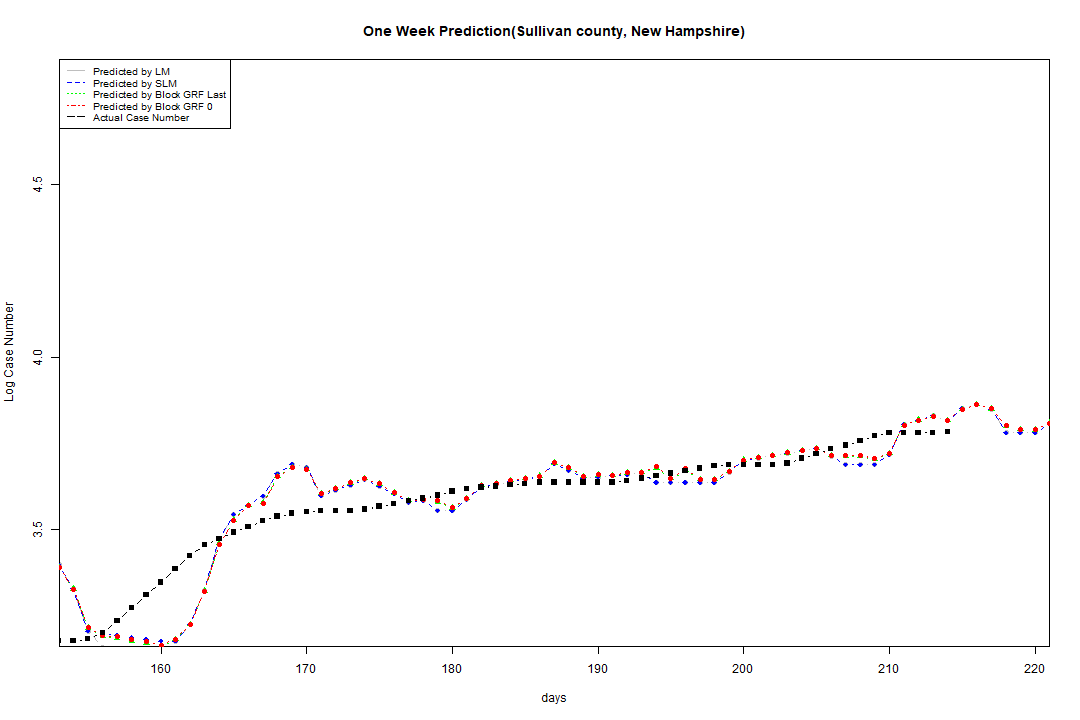 One Week Prediction(Sullivan county, New Hampshire)
Predicted by LM
Predicted by SLM
Predicted by Block GRF Last
Predicted by Block GRF 0
Actual Case Number
Log Case Number
4.5
4.0
3.5
160 170 180 190 200 210 220
days